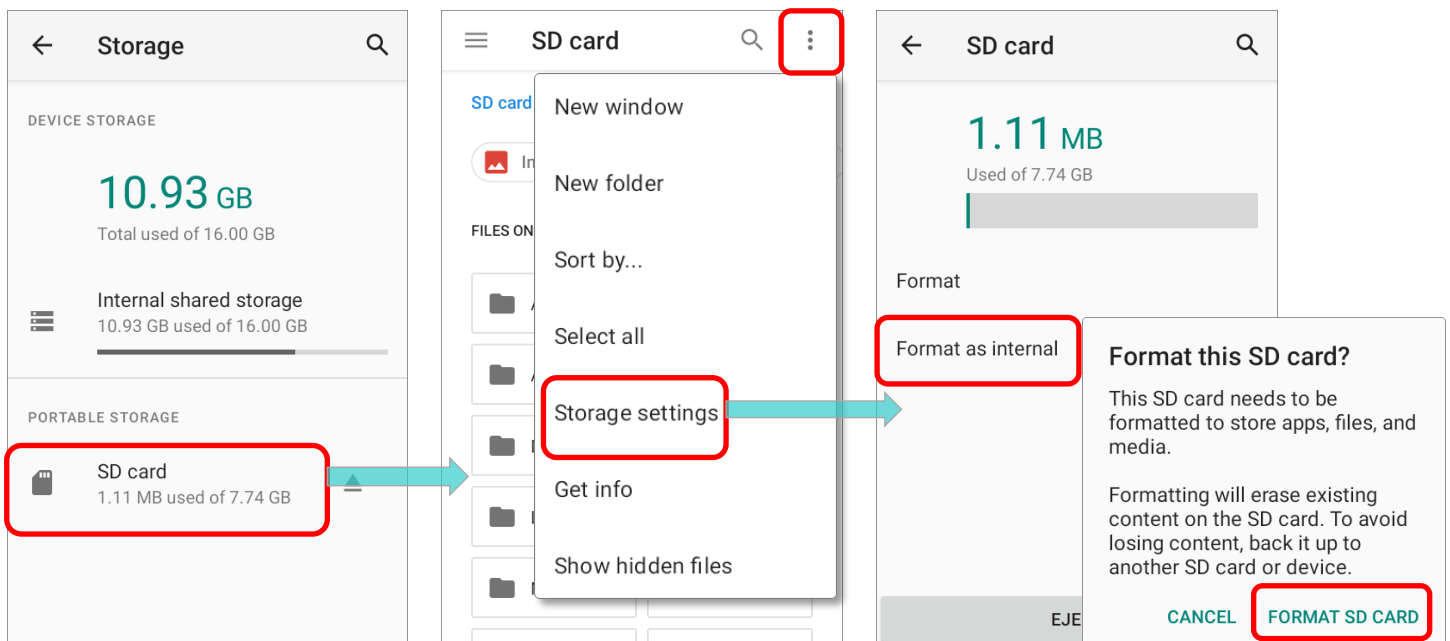 Storage
DEVICE STORAGE
10.93 GB
Total used of 16.00 GB
Internal shared storage
10.93 GB used of 16.00 GB
PORTABLE STORAGE
SD card
1.11 MB used of 7.74 GB
SD card
SD card
FILES ON
New window
New folder
Sort by...
Select all
Storage settings
Get info
Show hidden files
SD card
1.11 MB
Used of 7.74 GB
Format
Format as internal
EJE
Format this SD card?
This SD card needs to be
formatted to store apps, files, and
media.
Formatting will erase existing
content on the SD card. To avoid
losing content, back it up to
another SD card or device.
CANCEL
FORMAT SD CARD